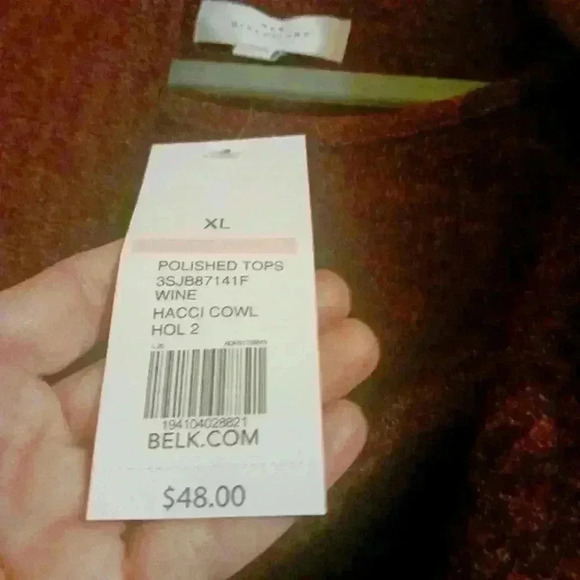 XL
POLISHED TOPS
3SJB87141F
WINE
HACCI COWL
HOL 2
194104028821
BELK.COM
$48.00